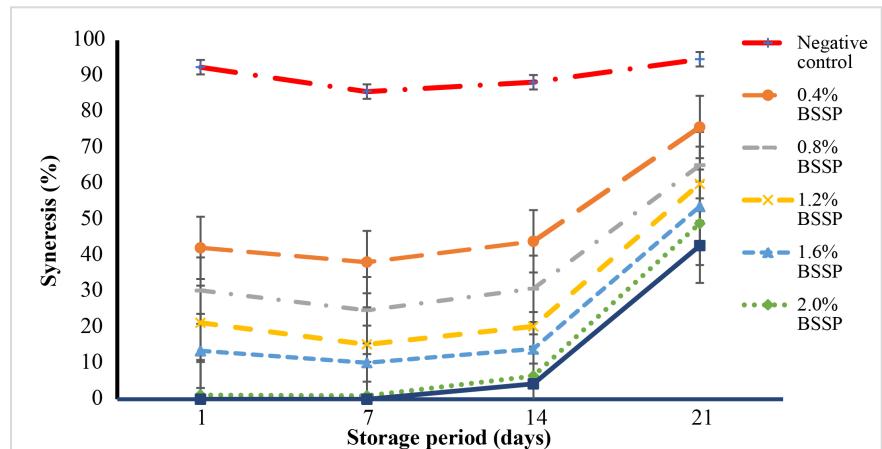 100
90
80
70
60
50
40
30
20
10
0
Syneresis (%)
1 7 14 21
Storage period (days)
Negative
control
0.4%
BSSP
0.8%
BSSP
1.2%
BSSP
1.6%
BSSP
2.0%
BSSP